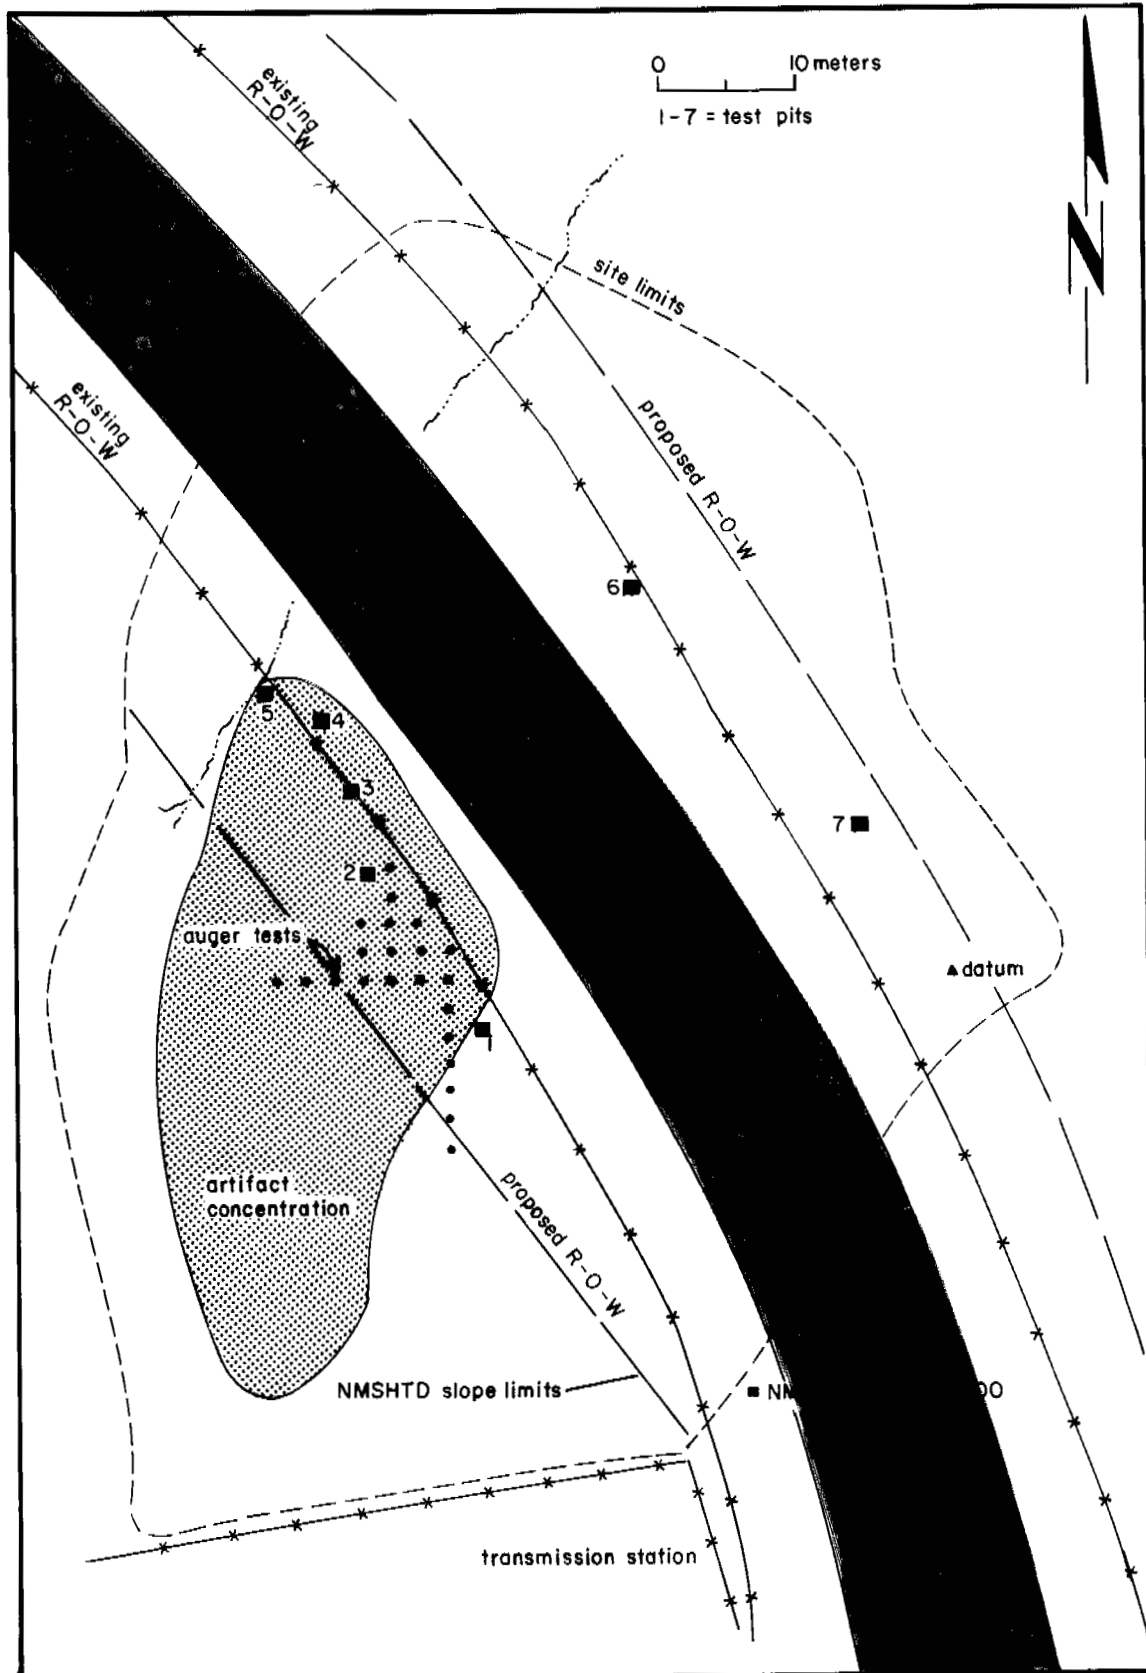 0 10 meters
1-7 = test pits
existing
R-O-W
N
site limits
existing
R-O-W
proposed R-O-W
6
5
4
3
2
7
auger tests
datum
1
artifact
concentration
proposed R-O-W
NMSHTD slope limits
transmission station